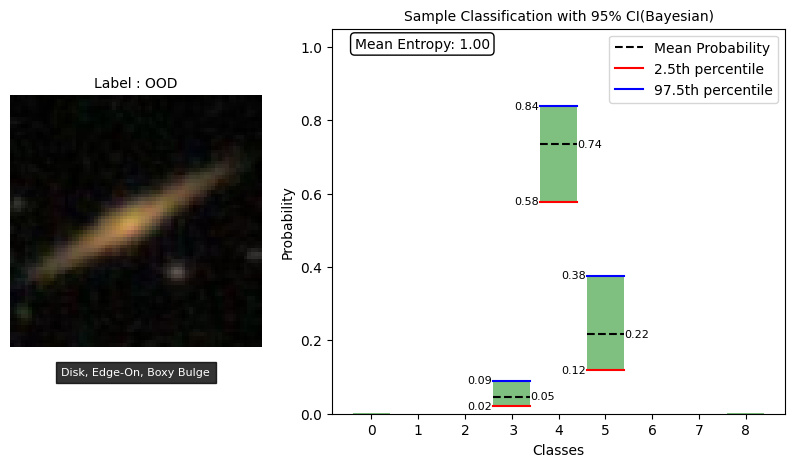 Label : OOD
Disk, Edge-On, Boxy Bulge
Sample Classification with 95% CI(Bayesian)
Mean Entropy: 1.00
Mean Probability
2.5th percentile
97.5th percentile
Probability
1.0
0.8
0.6
0.4
0.2
0.0
0.84
0.74
0.58
0.38
0.22
0.12
0.09
0.05
0.02
0 1 2 3 4 5 6 7 8
Classes